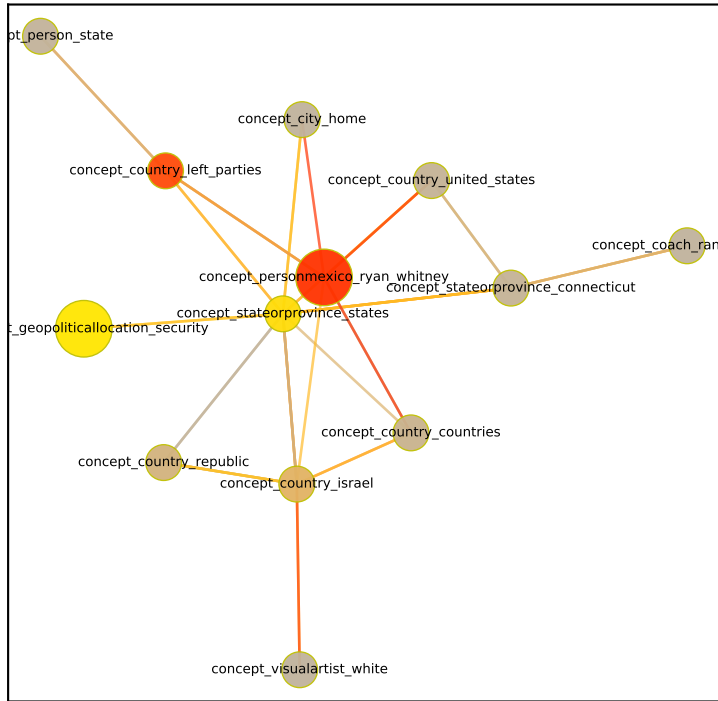 pt_person_state
concept_city_home
concept_country_left_parties
concept_country_united_states
concept_coach_ran
concept_personmexico_ryan_whitney
concept_stateorprovince_connecticut
concept_stateorprovince_states
t_geopoliticallocation_security
concept_country_countries
concept_country_republic
concept_country_israel
concept_visualartist_white